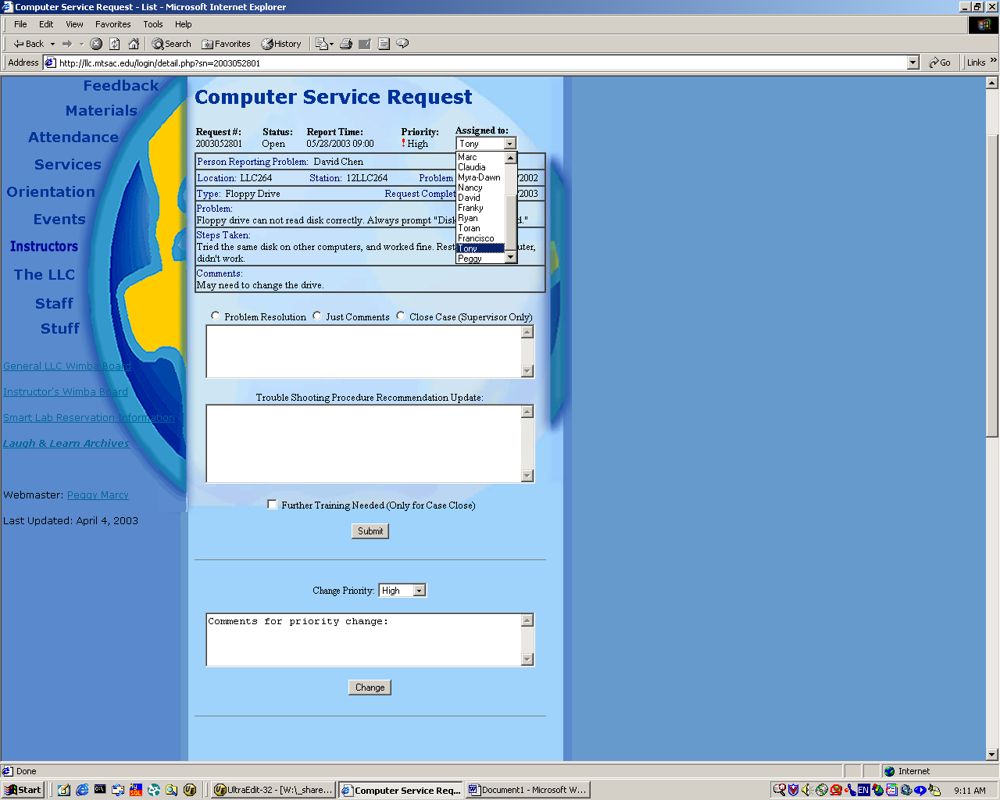 Computer Service Request - List - Microsoft Internet Explorer
File Edit View Favorites Tools Help
Back Search Favorites History
Address http://llc.mtsac.edu/login/detail.php?sn=2003052801 Go Links »
Feedback
Materials
Attendance
Services
Orientation
Events
Instructors
The LLC
Staff
Stuff
General LLC Wimba Board
Instructor's Wimba Board
Smart Lab Reservation Information
Laugh & Learn Archives
Webmaster: Peggy Marcy
Last Updated: April 4, 2003
Computer Service Request
Request #: Status: Report Time: Priority: Assigned to:
2003052801 Open 05/28/2003 09:00 ! High Tony
Marc
Claudia
Myra-Dawn
Nancy
David
Franky
Ryan
Toran
Francisco
Tony
Peggy
Person Reporting Problem: David Chen
Location: LLC264 Station: 12LLC264 Problem /2002
Type: Floppy Drive Request Complet /2003
Problem:
Floppy drive can not read disk correctly. Always prompt "Disk d."
Steps Taken:
Tried the same disk on other computers, and worked fine. Rest uter,
didn't work.
Comments:
May need to change the drive.
Problem Resolution Just Comments Close Case (Supervisor Only)
Trouble Shooting Procedure Recommendation Update:
Further Training Needed (Only for Case Close)
Submit
Change Priority: High
Comments for priority change:
Change
Done Internet
Start UltraEdit-32 - [W:\_share... Computer Service Req... Document1 - Microsoft W... EN 9:11 AM